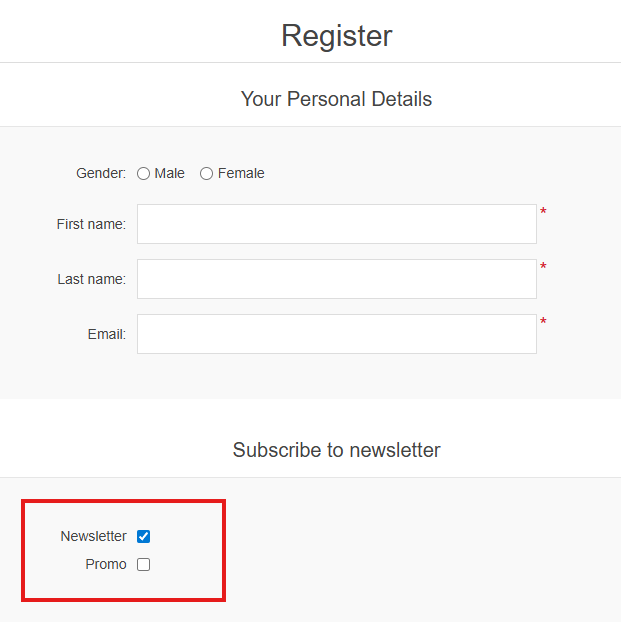 Register
Your Personal Details
Gender: Male Female
First name: *
Last name: *
Email: *
Subscribe to newsletter
Newsletter
Promo